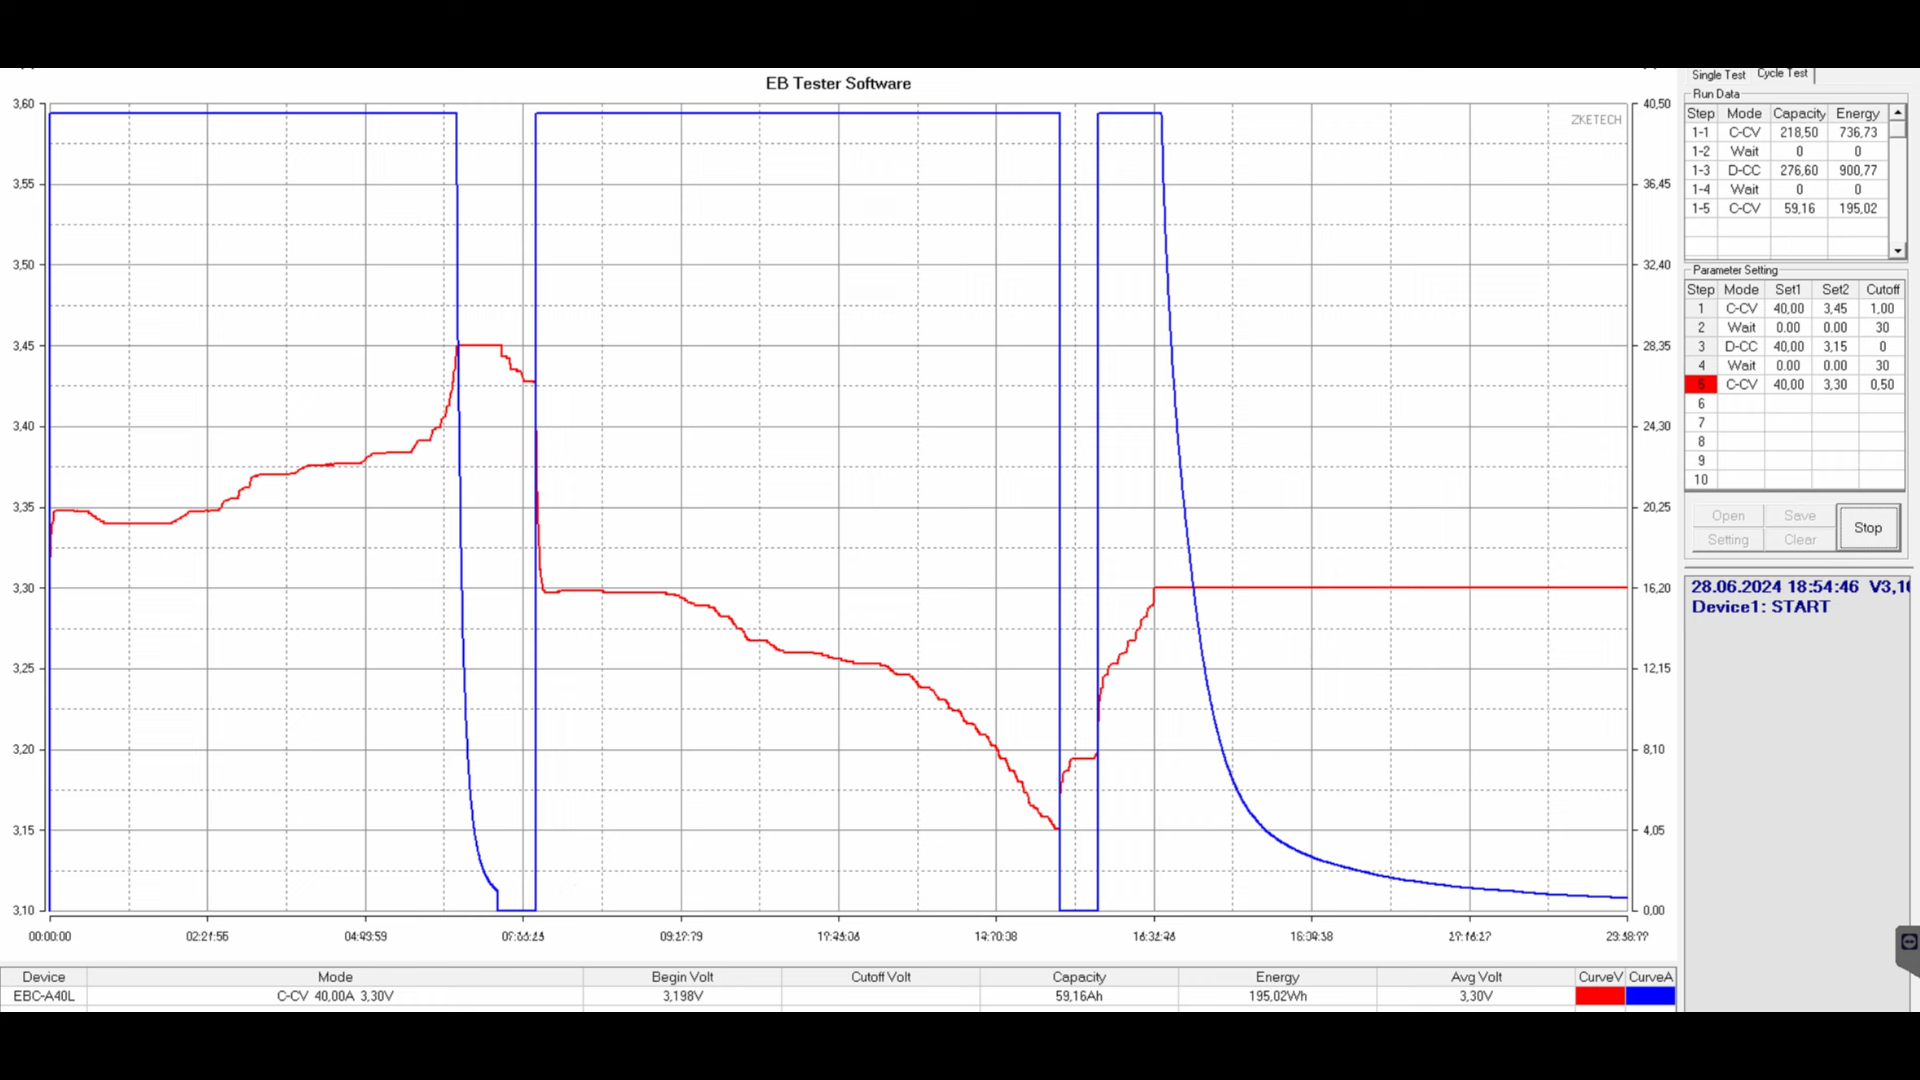 EB Tester Software
ZKETECH
3,60
3,55
3,50
3,45
3,40
3,35
3,30
3,25
3,20
3,15
3,10
40,50
36,45
32,40
28,35
24,30
20,25
16,20
12,15
8,10
4,05
0,00
00:00:00
Device Mode Begin Volt Cutoff Volt Capacity Energy Avg Volt CurveV CurveA
EBC-A40L C-CV 40,00A 3,30V 3,198V 59,16Ah 195,02Wh 3,30V
Single Test Cycle Test
Run Data
Step Mode Capacity Energy
1-1 C-CV 218,50 736,73
1-2 Wait 0 0
1-3 D-CC 276,60 900,77
1-4 Wait 0 0
1-5 C-CV 59,16 195,02
Parameter Setting
Step Mode Set1 Set2 Cutoff
1 C-CV 40,00 3,45 1,00
2 Wait 0.00 0.00 30
3 D-CC 40,00 3,15 0
4 Wait 0.00 0.00 30
5 C-CV 40,00 3,30 0,50
6
7
8
9
10
Open Save
Stop
Setting Clear
28.06.2024 18:54:46
Device1: START